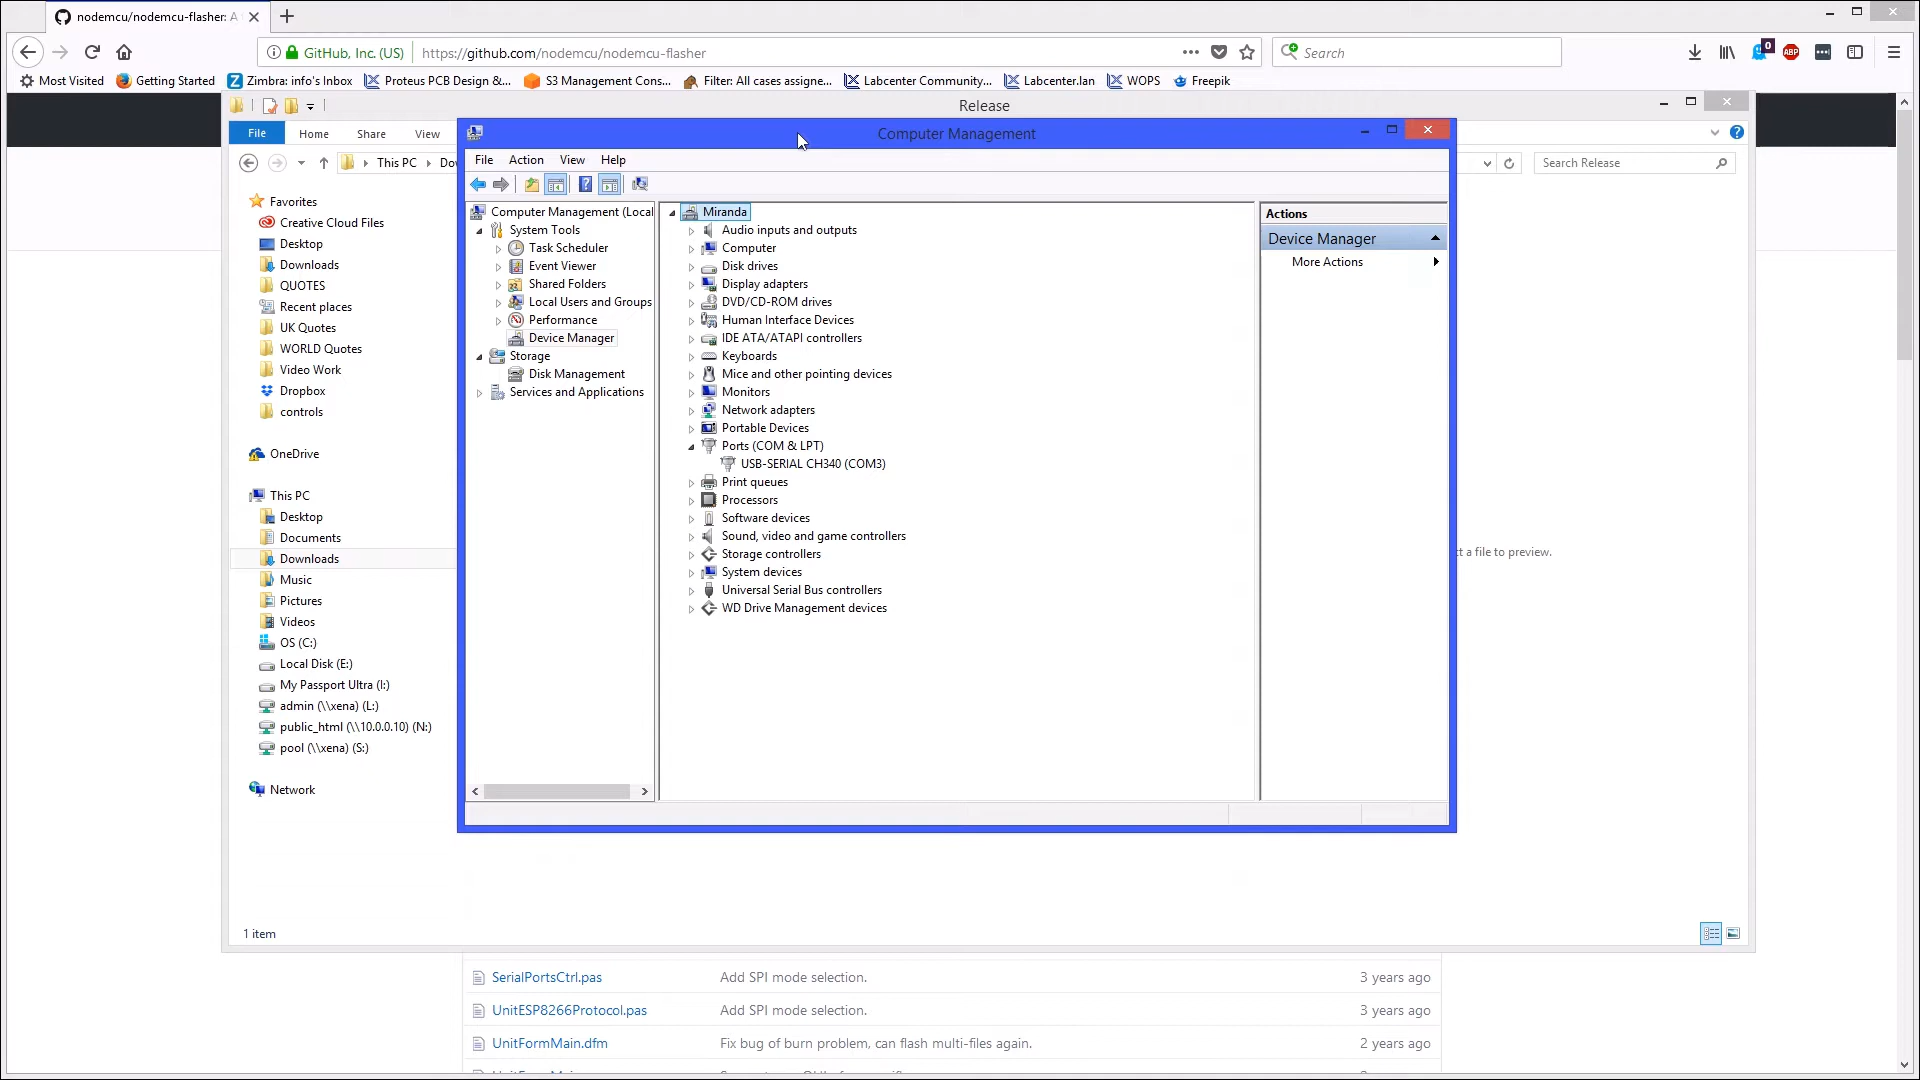 nodemcu/nodemcu-flasher: A
GitHub, Inc. (US)
https://github.com/nodemcu/nodemcu-flasher
Search
0
ABP
Most Visited
Getting Started
Zimbra: info's Inbox
Proteus PCB Design &...
S3 Management Cons...
Filter: All cases assigne...
Labcenter Community...
Labcenter.lan
WOPS
Freepik
Release
File
Home
Share
View
This PC
Search Release
Favorites
Creative Cloud Files
Desktop
Downloads
QUOTES
Recent places
UK Quotes
WORLD Quotes
Video Work
Dropbox
controls
OneDrive
This PC
Desktop
Documents
Downloads
Music
Pictures
Videos
OS (C:)
Local Disk (E:)
My Passport Ultra (I:)
admin (\\xena) (L:)
public_html (\\10.0.0.10) (N:)
pool (\\xena) (S:)
Network
1 item
Computer Management
File
Action
View
Help
Computer Management (Local
System Tools
Task Scheduler
Event Viewer
Shared Folders
Local Users and Groups
Performance
Device Manager
Storage
Disk Management
Services and Applications
Miranda
Audio inputs and outputs
Computer
Disk drives
Display adapters
DVD/CD-ROM drives
Human Interface Devices
IDE ATA/ATAPI controllers
Keyboards
Mice and other pointing devices
Monitors
Network adapters
Portable Devices
Ports (COM & LPT)
USB-SERIAL CH340 (COM3)
Print queues
Processors
Software devices
Sound, video and game controllers
Storage controllers
System devices
Universal Serial Bus controllers
WD Drive Management devices
Actions
Device Manager
More Actions
a file to preview.
SerialPortsCtrl.pas
Add SPI mode selection.
3 years ago
UnitESP8266Protocol.pas
Add SPI mode selection.
3 years ago
UnitFormMain.dfm
Fix bug of burn problem, can flash multi-files again.
2 years ago